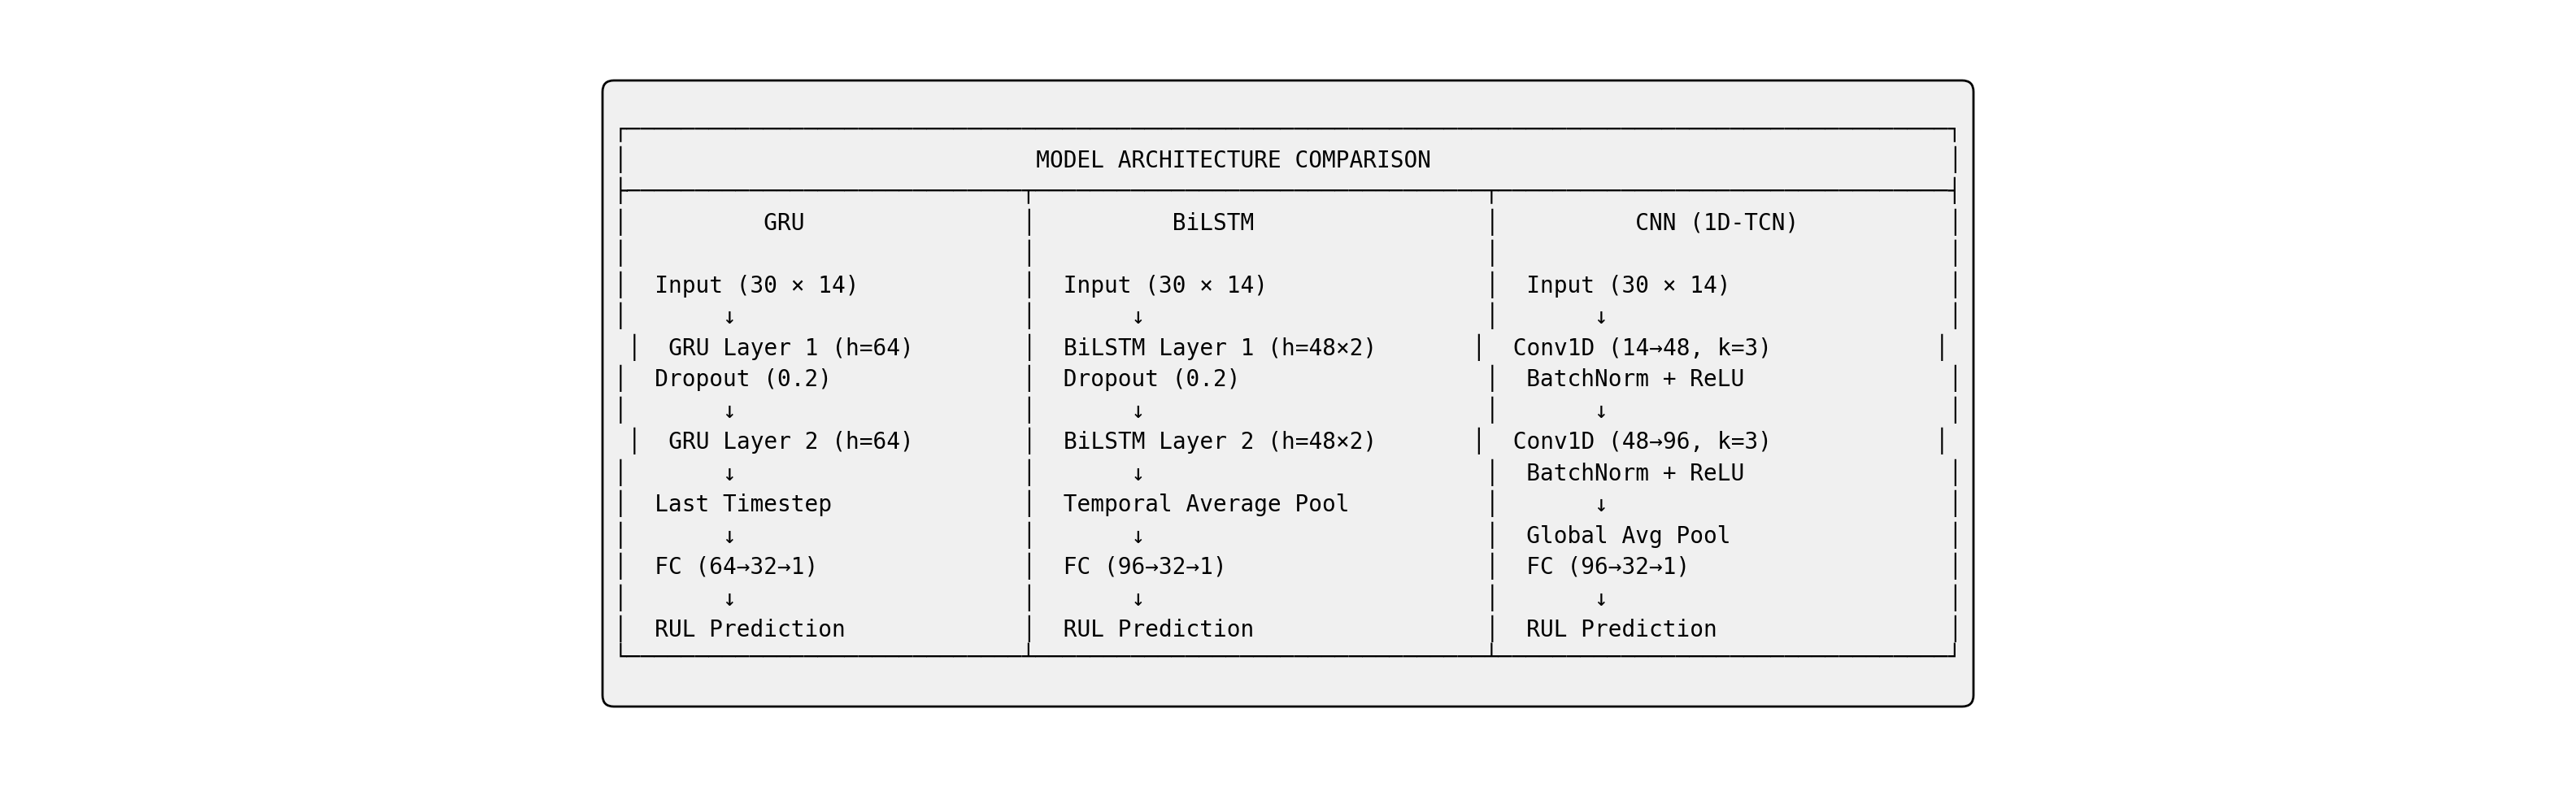 MODEL ARCHITECTURE COMPARISON
GRU
Input (30 × 14)
↓
GRU Layer 1 (h=64)
Dropout (0.2)
↓
GRU Layer 2 (h=64)
↓
Last Timestep
↓
FC (64→32→1)
↓
RUL Prediction
BiLSTM
Input (30 × 14)
↓
BiLSTM Layer 1 (h=48×2)
Dropout (0.2)
↓
BiLSTM Layer 2 (h=48×2)
↓
Temporal Average Pool
↓
FC (96→32→1)
↓
RUL Prediction
CNN (1D-TCN)
Input (30 × 14)
↓
Conv1D (14→48, k=3)
BatchNorm + ReLU
↓
Conv1D (48→96, k=3)
BatchNorm + ReLU
↓
Global Avg Pool
FC (96→32→1)
↓
RUL Prediction